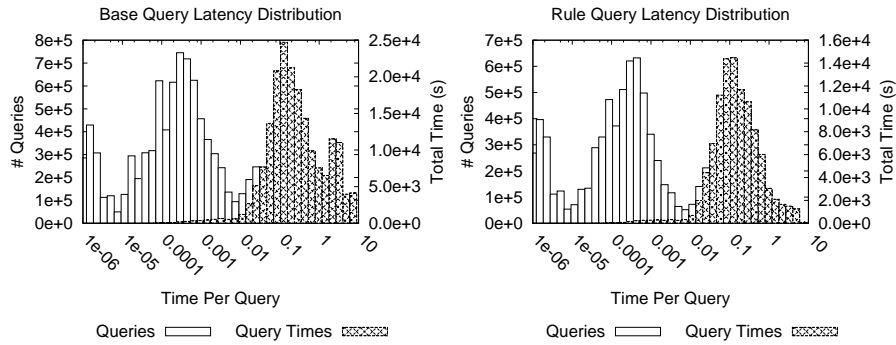 Base Query Latency Distribution
8e+5
7e+5
6e+5
5e+5
4e+5
3e+5
2e+5
1e+5
0e+0
# Queries
2.5e+4
2.0e+4
1.5e+4
1.0e+4
5.0e+3
0.0e+0
Total Time (s)
1e-06
1e-05
0.0001
0.001
0.01
0.1
1
10
Time Per Query
Queries
Query Times
Rule Query Latency Distribution
7e+5
6e+5
5e+5
4e+5
3e+5
2e+5
1e+5
0e+0
# Queries
1.6e+4
1.4e+4
1.2e+4
1.0e+4
8.0e+3
6.0e+3
4.0e+3
2.0e+3
0.0e+0
Total Time (s)
1e-06
1e-05
0.0001
0.001
0.01
0.1
1
10
Time Per Query
Queries
Query Times